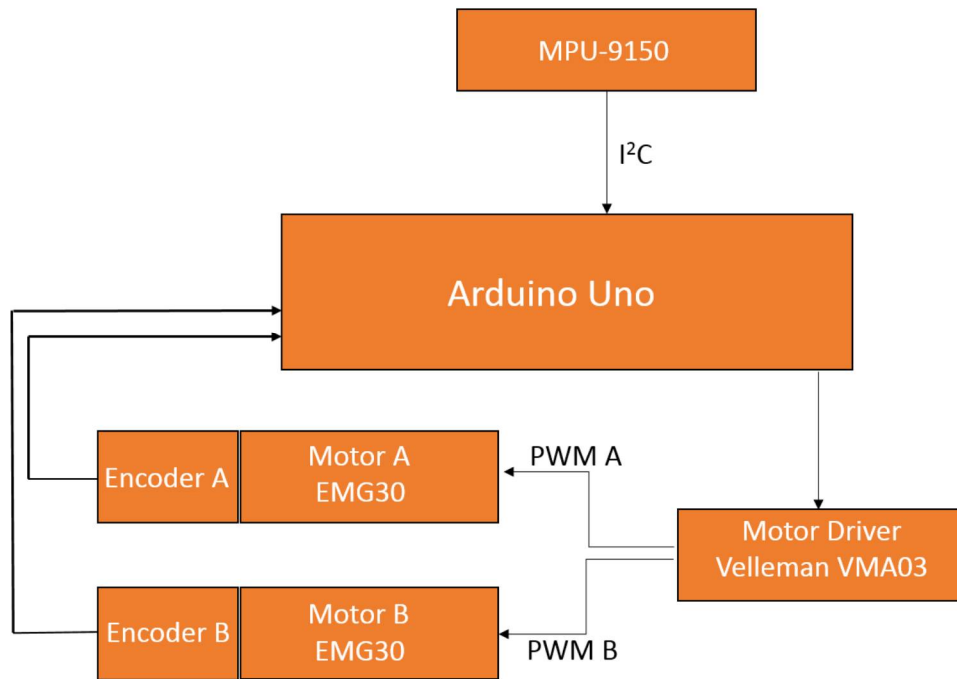 MPU-9150
I²C
Arduino Uno
Encoder A
Motor A
EMG30
PWM A
Motor Driver
Velleman VMA03
Encoder B
Motor B
EMG30
PWM B